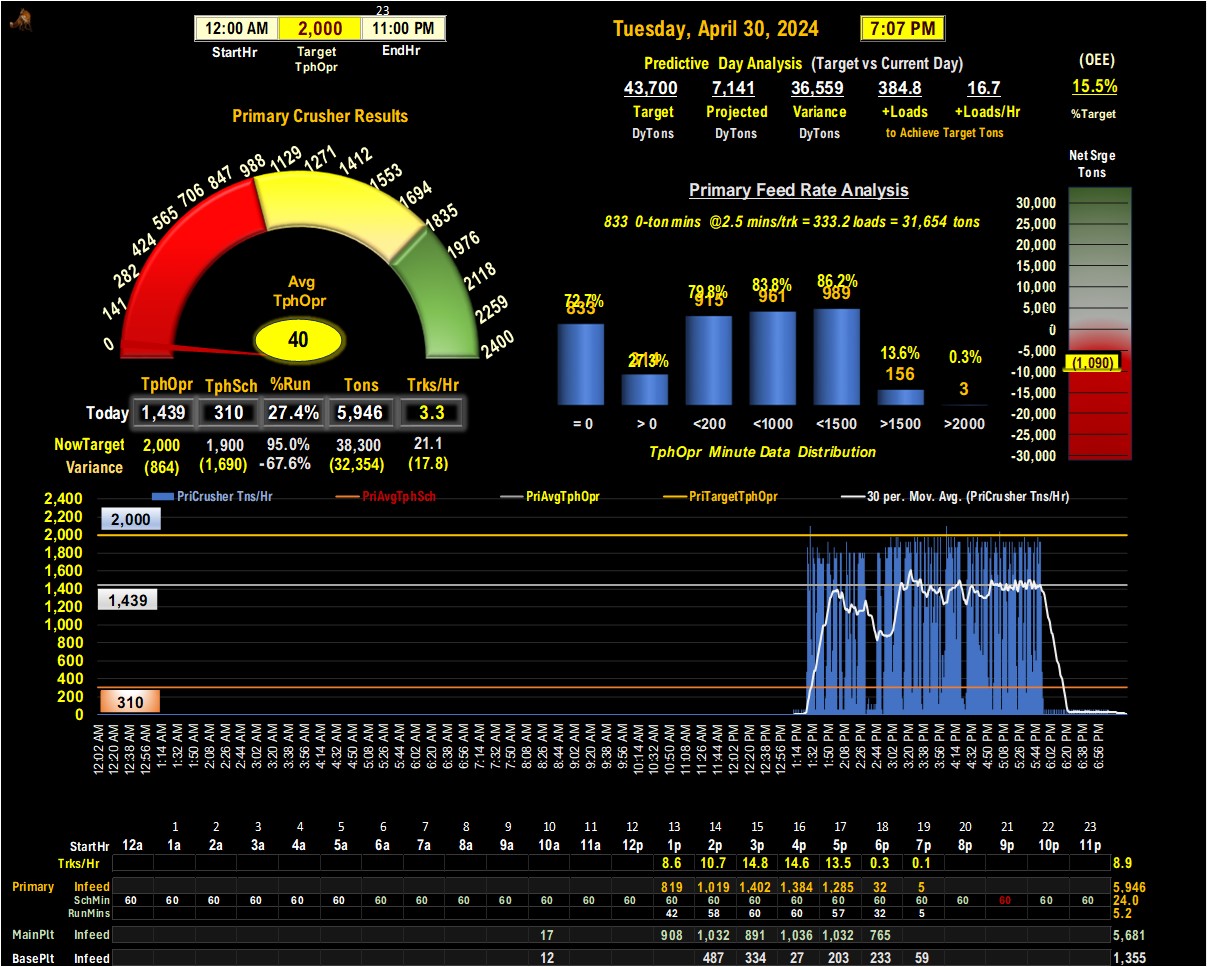 23
12:00 AM 2,000 11:00 PM
StartHr Target TphOpr EndHr
Tuesday, April 30, 2024 7:07 PM
Predictive Day Analysis (Target vs Current Day)
43,700 7,141 36,559 384.8 16.7
Target Projected Variance +Loads +Loads/Hr
DyTons DyTons DyTons to Achieve Target Tons
(OEE)
15.5%
%Target
Primary Crusher Results
0 141 282 424 565 706 847 988 1129 1271 1412 1553 1694 1835 1976 2118 2259 2400
Avg
TphOpr
40
TphOpr TphSch %Run Tons Trks/Hr
Today 1,439 310 27.4% 5,946 3.3
NowTarget 2,000 1,900 95.0% 38,300 21.1
Variance (864) (1,690) -67.6% (32,354) (17.8)
Primary Feed Rate Analysis
833 0-ton mins @2.5 mins/trk = 333.2 loads = 31,654 tons
72.7% 27.3% 79.8% 83.8% 86.2% 13.6% 0.3%
833 314 915 961 989 156 3
= 0 > 0 <200 <1000 <1500 >1500 >2000
TphOpr Minute Data Distribution
Net Srge
Tons
30,000
25,000
20,000
15,000
10,000
5,000
0
-5,000
(1,090)
-10,000
-15,000
-20,000
-25,000
-30,000
PriCrusher Tns/Hr PriAvgTphSch PriAvgTphOpr PriTargetTphOpr 30 per. Mov. Avg. (PriCrusher Tns/Hr)
2,400
2,200
2,000
2,000
1,800
1,600
1,400
1,439
1,200
1,000
800
600
400
310
200
0
12:02 AM 12:20 AM 12:38 AM 12:56 AM 1:14 AM 1:32 AM 1:50 AM 2:08 AM 2:26 AM 2:44 AM 3:02 AM 3:20 AM 3:38 AM 3:56 AM 4:14 AM 4:32 AM 4:50 AM 5:08 AM 5:26 AM 5:44 AM 6:02 AM 6:20 AM 6:38 AM 6:56 AM 7:14 AM 7:32 AM 7:50 AM 8:08 AM 8:26 AM 8:44 AM 9:02 AM 9:20 AM 9:38 AM 9:56 AM 10:14 AM 10:32 AM 10:50 AM 11:08 AM 11:26 AM 11:44 AM 12:02 PM 12:20 PM 12:38 PM 12:56 PM 1:14 PM 1:32 PM 1:50 PM 2:08 PM 2:26 PM 2:44 PM 3:02 PM 3:20 PM 3:38 PM 3:56 PM 4:14 PM 4:32 PM 4:50 PM 5:08 PM 5:26 PM 5:44 PM 6:02 PM 6:20 PM 6:38 PM 6:56 PM
1 2 3 4 5 6 7 8 9 10 11 12 13 14 15 16 17 18 19 20 21 22 23
StartHr 12a 1a 2a 3a 4a 5a 6a 7a 8a 9a 10a 11a 12p 1p 2p 3p 4p 5p 6p 7p 8p 9p 10p 11p
Trks/Hr 8.6 10.7 14.8 14.6 13.5 0.3 0.1 8.9
Primary Infeed 819 1,019 1,402 1,384 1,285 32 5 5,946
SchMin 60 60 60 60 60 60 60 60 60 60 60 60 60 60 60 60 60 60 60 60 60 60 60 60 24.0
RunMins 42 58 60 60 57 32 5 5.2
MainPlt Infeed 17 908 1,032 891 1,036 1,032 765 5,681
BasePlt Infeed 12 487 334 27 203 233 59 1,355